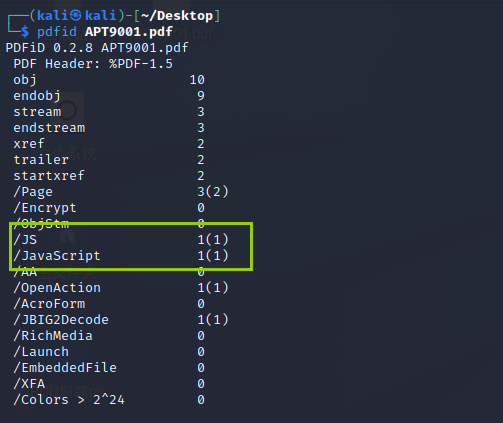 ┌──(kali㉿kali)-[~/Desktop]
└─$ pdfid APT9001.pdf
PDFiD 0.2.8 APT9001.pdf
PDF Header: %PDF-1.5
obj 10
endobj 9
stream 3
endstream 3
xref 2
trailer 2
startxref 2
/Page 3(2)
/Encrypt 0
/ObjStm 0
/JS 1(1)
/JavaScript 1(1)
/AA 0
/OpenAction 1(1)
/AcroForm 0
/JBIG2Decode 1(1)
/RichMedia 0
/Launch 0
/EmbeddedFile 0
/XFA 0
/Colors > 2^24 0